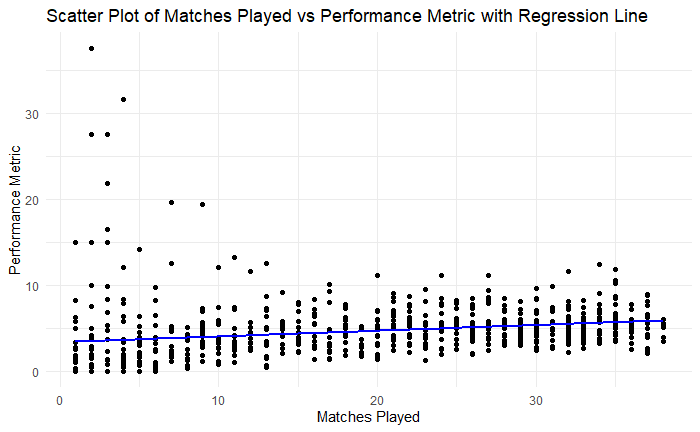 Scatter Plot of Matches Played vs Performance Metric with Regression Line
Performance Metric
30
20
10
0
0
10
20
30
Matches Played